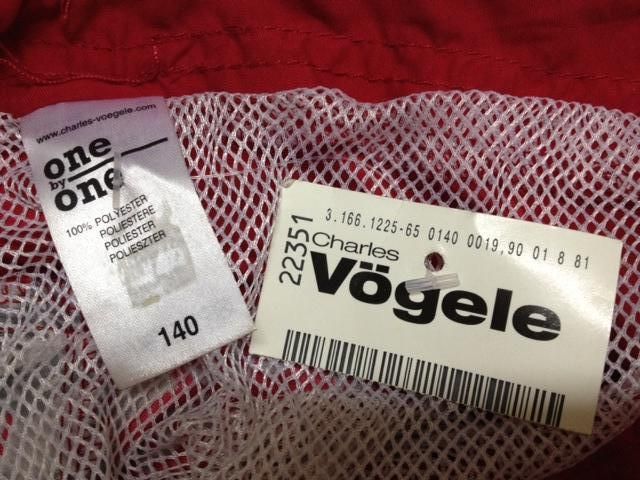 www.charles-voegele.com
one
by
one
100% POLYESTER
POLIESTERE
POLIESTER
POLIÉSZTER
140
3.166.1225-65 0140 0019,90 01 8 81
22351
Charles
Vögele